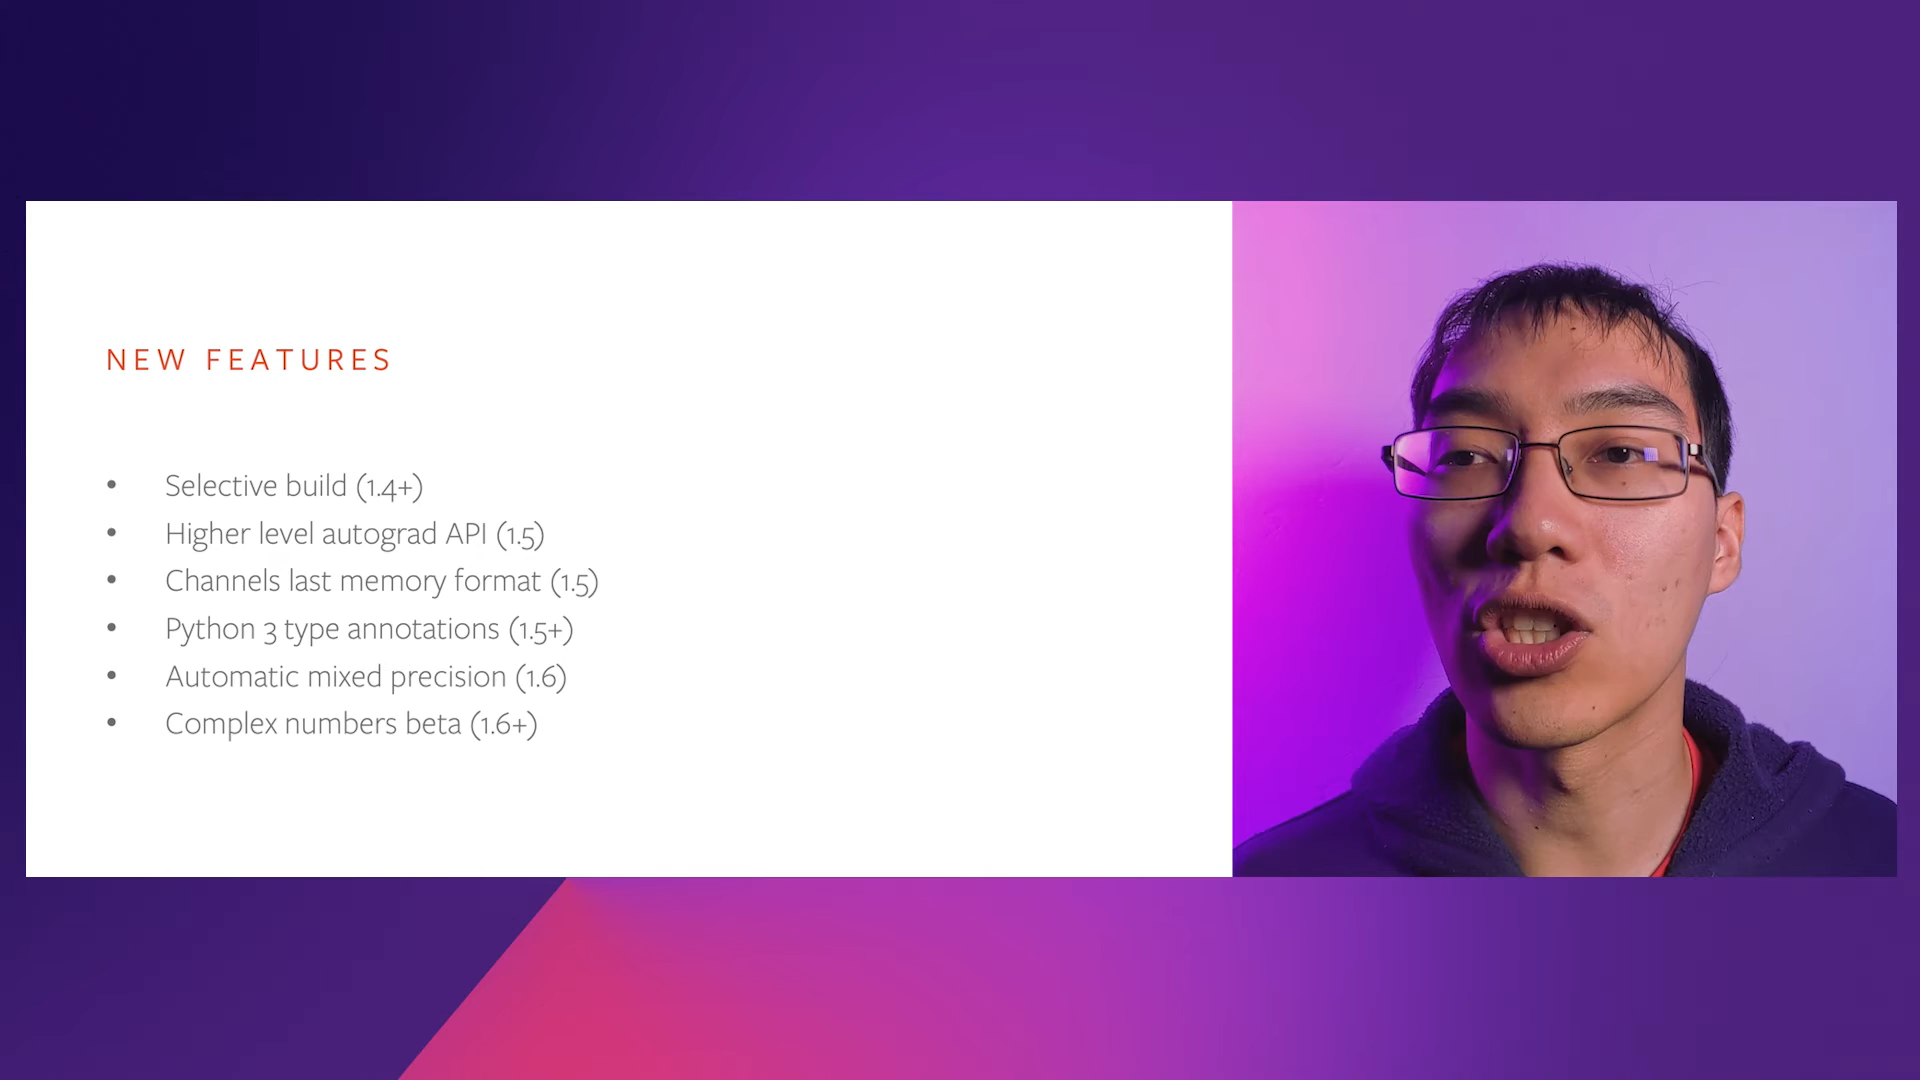 NEW FEATURES
• Selective build (1.4+)
• Higher level autograd API (1.5)
• Channels last memory format (1.5)
• Python 3 type annotations (1.5+)
• Automatic mixed precision (1.6)
• Complex numbers beta (1.6+)